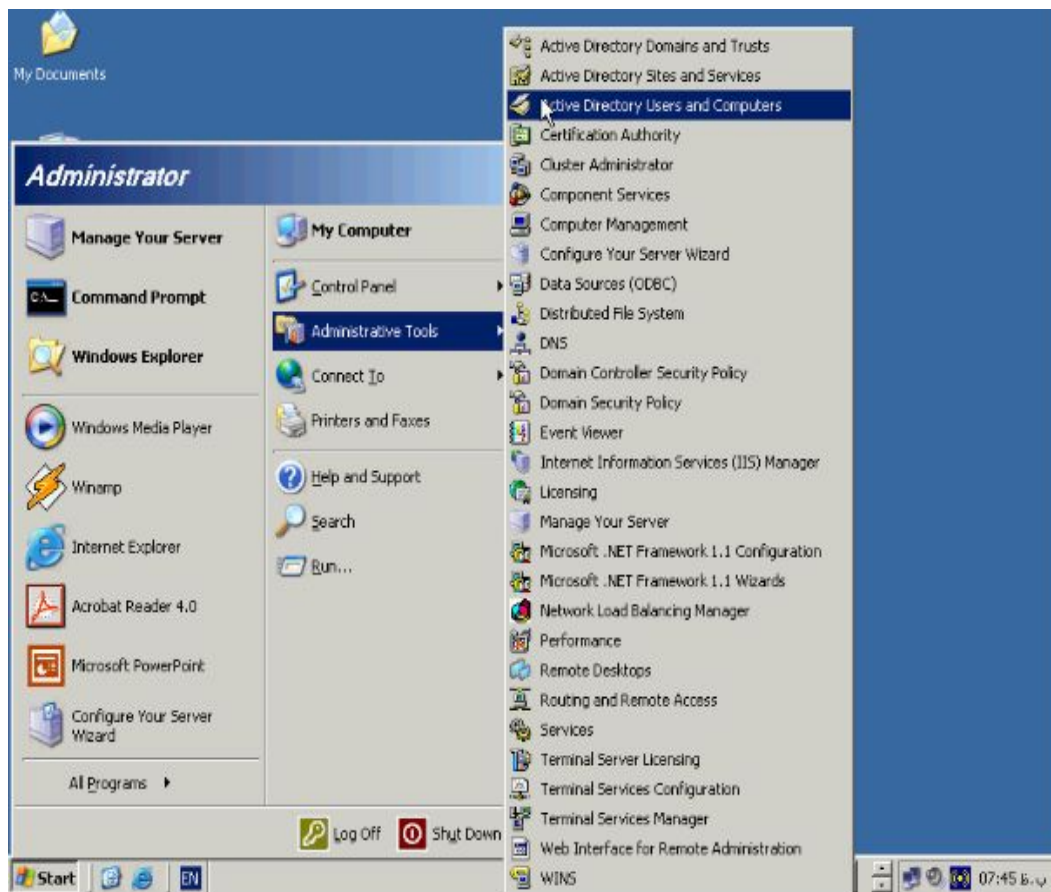 My Documents
Administrator
Manage Your Server
Command Prompt
Windows Explorer
Windows Media Player
Winamp
Internet Explorer
Acrobat Reader 4.0
Microsoft PowerPoint
Configure Your Server
Wizard
All Programs
My Computer
Control Panel
Administrative Tools
Connect To
Printers and Faxes
Help and Support
Search
Run...
Log Off
Shut Down
Active Directory Domains and Trusts
Active Directory Sites and Services
Active Directory Users and Computers
Certification Authority
Cluster Administrator
Component Services
Computer Management
Configure Your Server Wizard
Data Sources (ODBC)
Distributed File System
DNS
Domain Controller Security Policy
Domain Security Policy
Event Viewer
Internet Information Services (IIS) Manager
Licensing
Manage Your Server
Microsoft .NET Framework 1.1 Configuration
Microsoft .NET Framework 1.1 Wizards
Network Load Balancing Manager
Performance
Remote Desktops
Routing and Remote Access
Services
Terminal Server Licensing
Terminal Services Configuration
Terminal Services Manager
Web Interface for Remote Administration
WINS
Start
EN
07:45